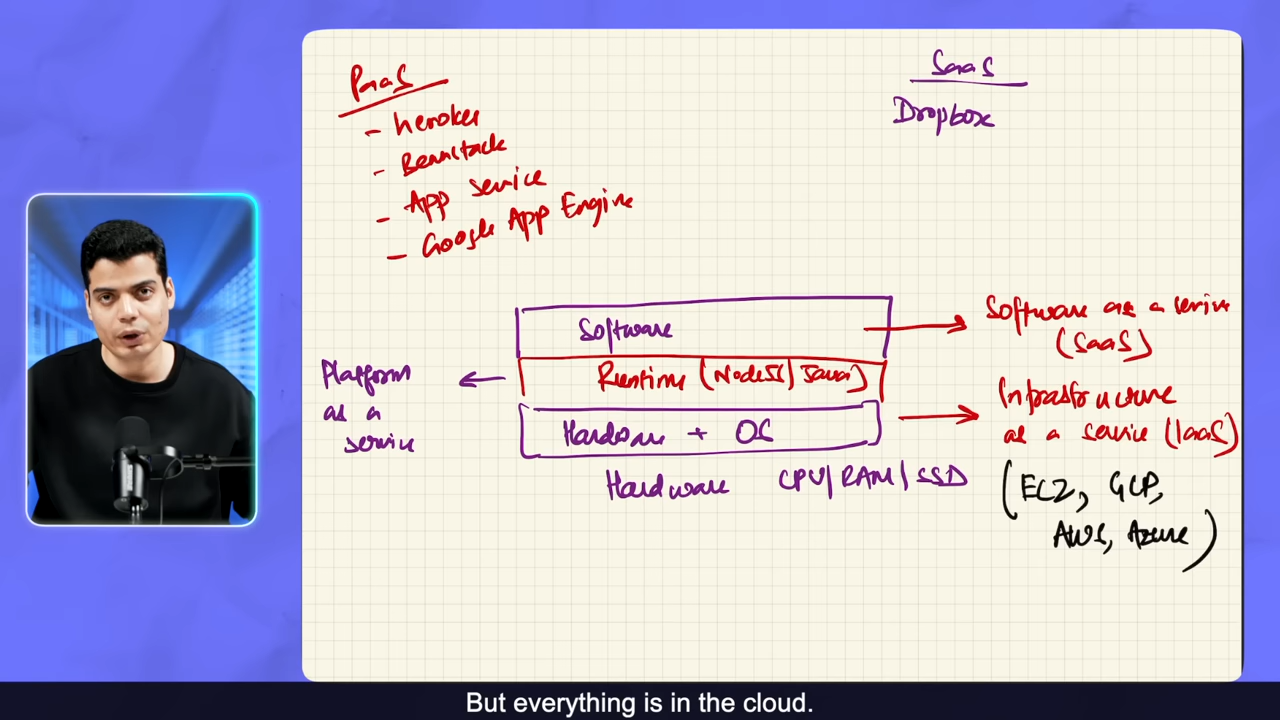 PaaS
- heroku
- Beanstack
- App service
- Google App Engine
SaaS
Dropbox
Software
Runtime (NodeJS| Java)
Hardware + OS
Hardware CPU/RAM/SSD
Platform
as a
service
Software as a service
(SaaS)
Infrastructure
as a service (IaaS)
(EC2, GCP,
AWS, Azure)
But everything is in the cloud.